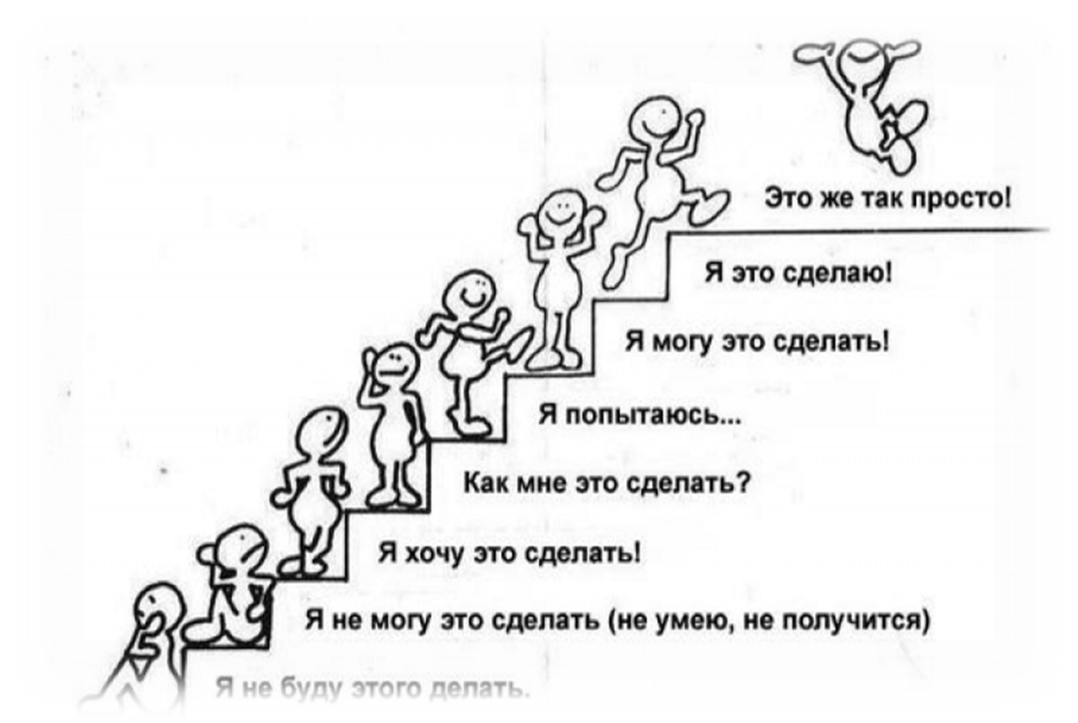 Это же так просто!
Я это сделаю!
Я могу это сделать!
Я попытаюсь...
Как мне это сделать?
Я хочу это сделать!
Я не могу это сделать (не умею, не получится)
Я не буду этого делать.